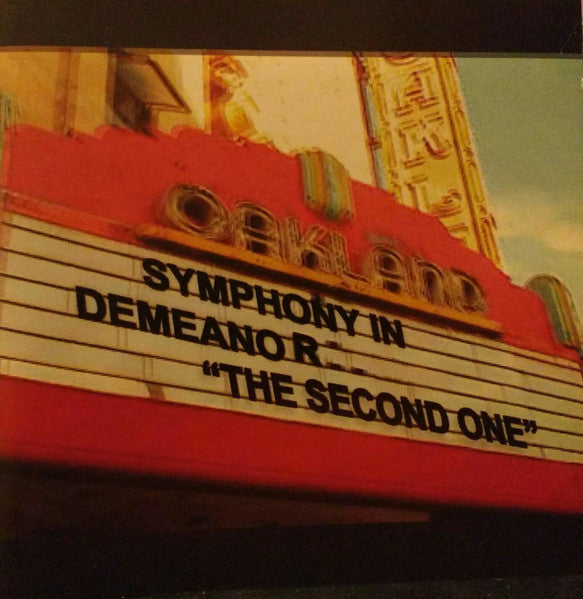 OAKLAND
SYMPHONY IN
DEMEANOR
“THE SECOND ONE”